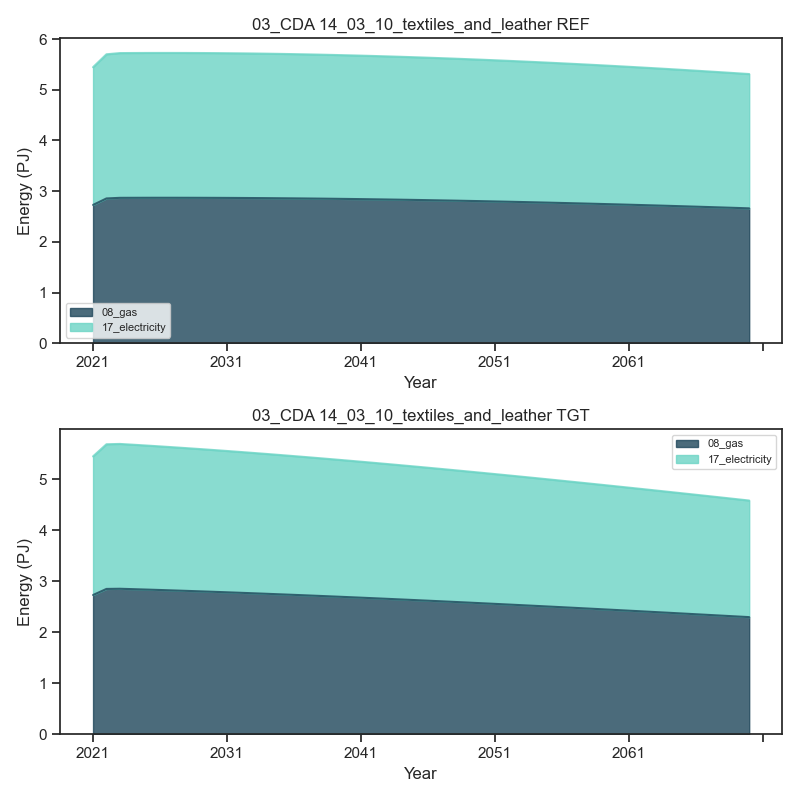 03_CDA 14_03_10_textiles_and_leather REF
6
5
4
3
2
1
0
Energy (PJ)
08_gas
17_electricity
2021 2031 2041 2051 2061
Year
03_CDA 14_03_10_textiles_and_leather TGT
08_gas
17_electricity
5
4
3
2
1
0
Energy (PJ)
2021 2031 2041 2051 2061
Year